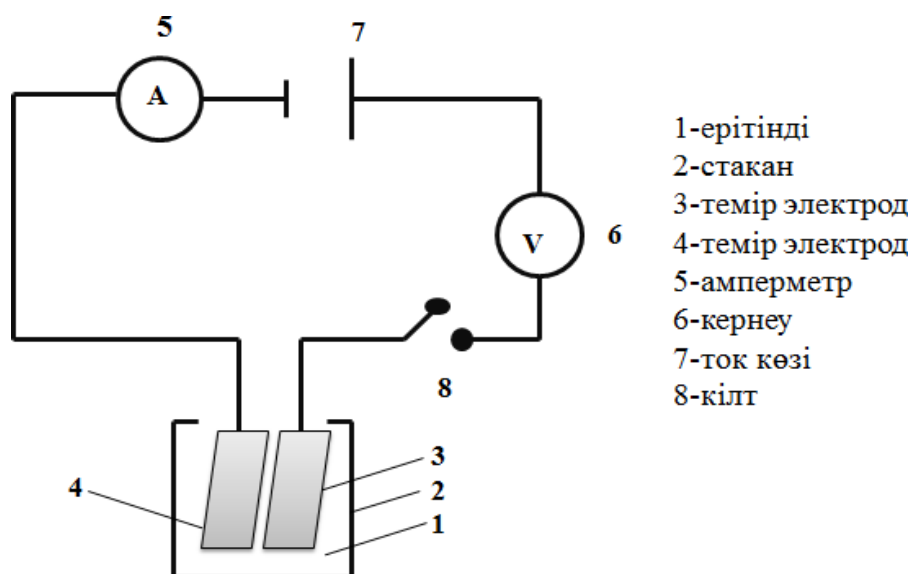 5
7
A
V
6
8
4
3
2
1
1-ерітінді
2-стакан
3-темір электрод
4-темір электрод
5-амперметр
6-кернеу
7-ток көзі
8-кілт